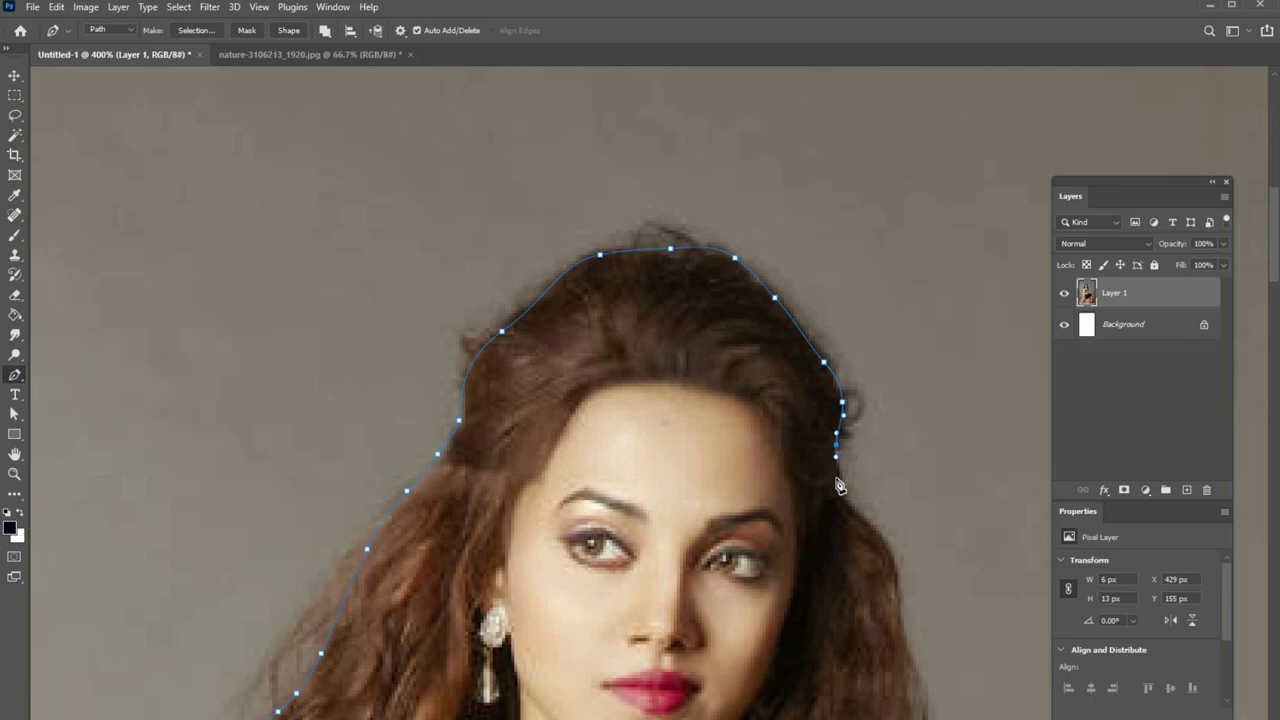 Ps File Edit Image Layer Type Select Filter 3D View Plugins Window Help
Path Make: Selection... Mask Shape Auto Add/Delete Align Edges
Untitled-1 @ 400% (Layer 1, RGB/8#) * × nature-3106213_1920.jpg @ 66.7% (RGB/8#) * ×
Layers
Kind
Normal Opacity: 100%
Lock: Fill: 100%
Layer 1
Background
fx
Properties
Pixel Layer
Transform
W 6 px X 429 px
H 13 px Y 155 px
0.00°
Align and Distribute
Align: